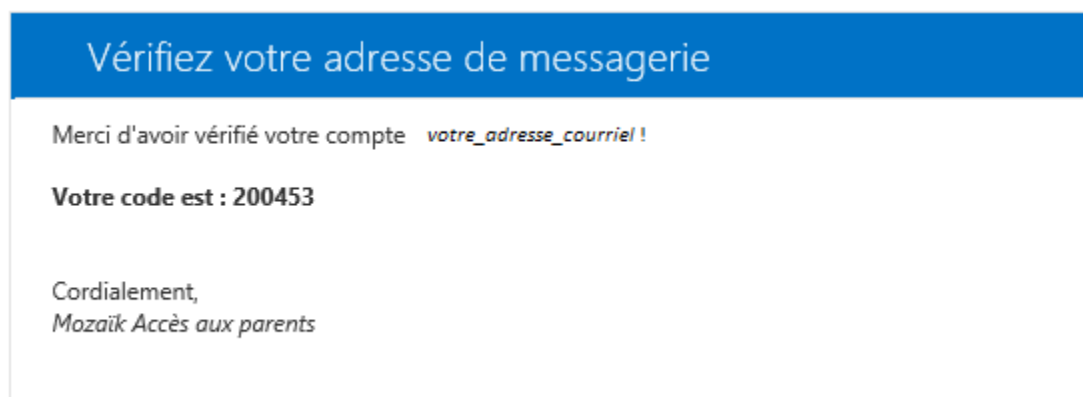 Vérifiez votre adresse de messagerie
Merci d'avoir vérifié votre compte votre_adresse_courriel !
Votre code est : 200453
Cordialement,
Mozaïk Accès aux parents